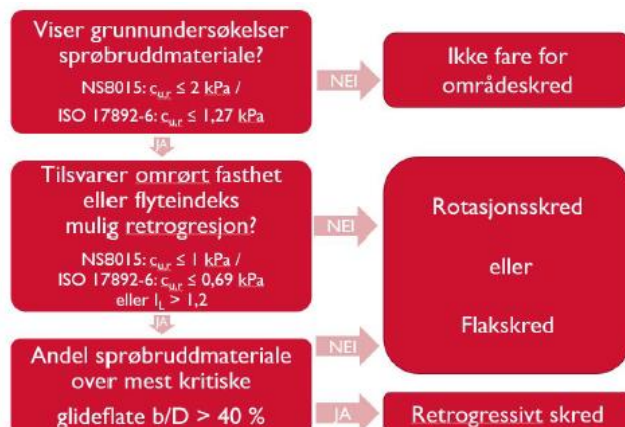 Viser grunnundersøkelser
sprøbruddmateriale?
NS8015: cu,r ≤ 2 kPa /
ISO 17892-6: cu,r ≤ 1,27 kPa
NEI
Ikke fare for
områdeskred
JA
Tilsvarer omrørt fasthet
eller flyteindeks
mulig retrogresjon?
NS8015: cu,r ≤ 1 kPa /
ISO 17892-6: cu,r ≤ 0,69 kPa
eller IL > 1,2
NEI
Rotasjonsskred
eller
Flakskred
JA
Andel sprøbruddmateriale
over mest kritiske
glideflate b/D > 40 %
NEI
JA
Retrogressivt skred